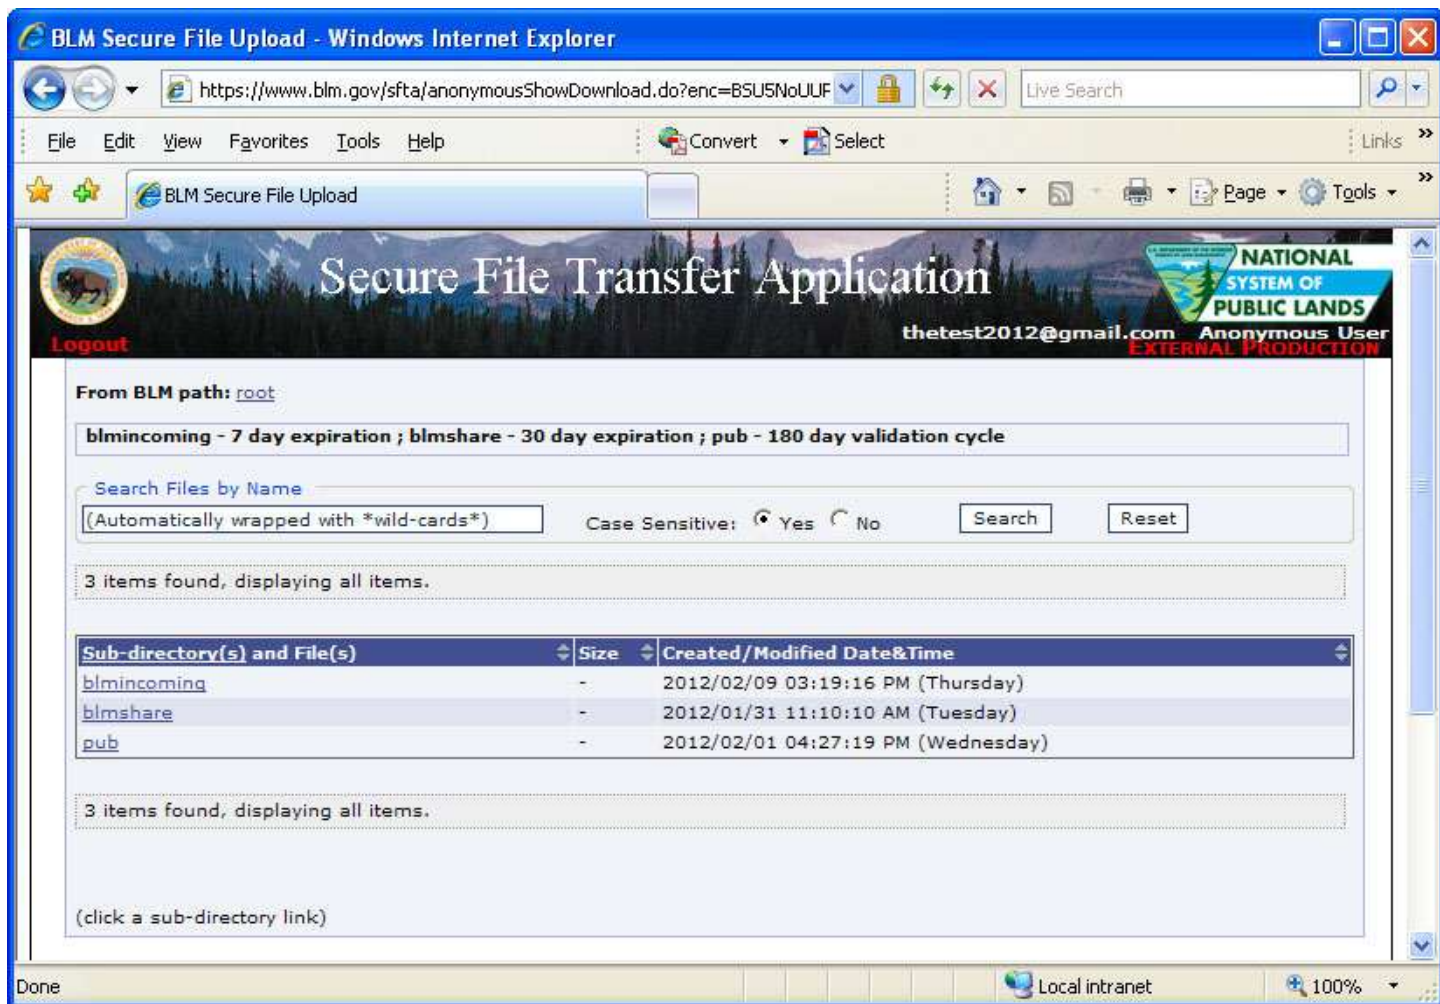 BLM Secure File Upload - Windows Internet Explorer
https://www.blm.gov/sfta/anonymousShowDownload.do?enc=BSU5NoUUF Live Search
File Edit View Favorites Tools Help Convert Select Links »
BLM Secure File Upload Page Tools »
Secure File Transfer Application
NATIONAL
SYSTEM OF
PUBLIC LANDS
thetest2012@gmail.com Anonymous User
Logout EXTERNAL PRODUCTION
From BLM path: root
blmincoming - 7 day expiration ; blmshare - 30 day expiration ; pub - 180 day validation cycle
Search Files by Name
(Automatically wrapped with *wild-cards*) Case Sensitive: Yes No Search Reset
3 items found, displaying all items.
Sub-directory(s) and File(s) Size Created/Modified Date&Time
blmincoming - 2012/02/09 03:19:16 PM (Thursday)
blmshare - 2012/01/31 11:10:10 AM (Tuesday)
pub - 2012/02/01 04:27:19 PM (Wednesday)
3 items found, displaying all items.
(click a sub-directory link)
Done Local intranet 100%